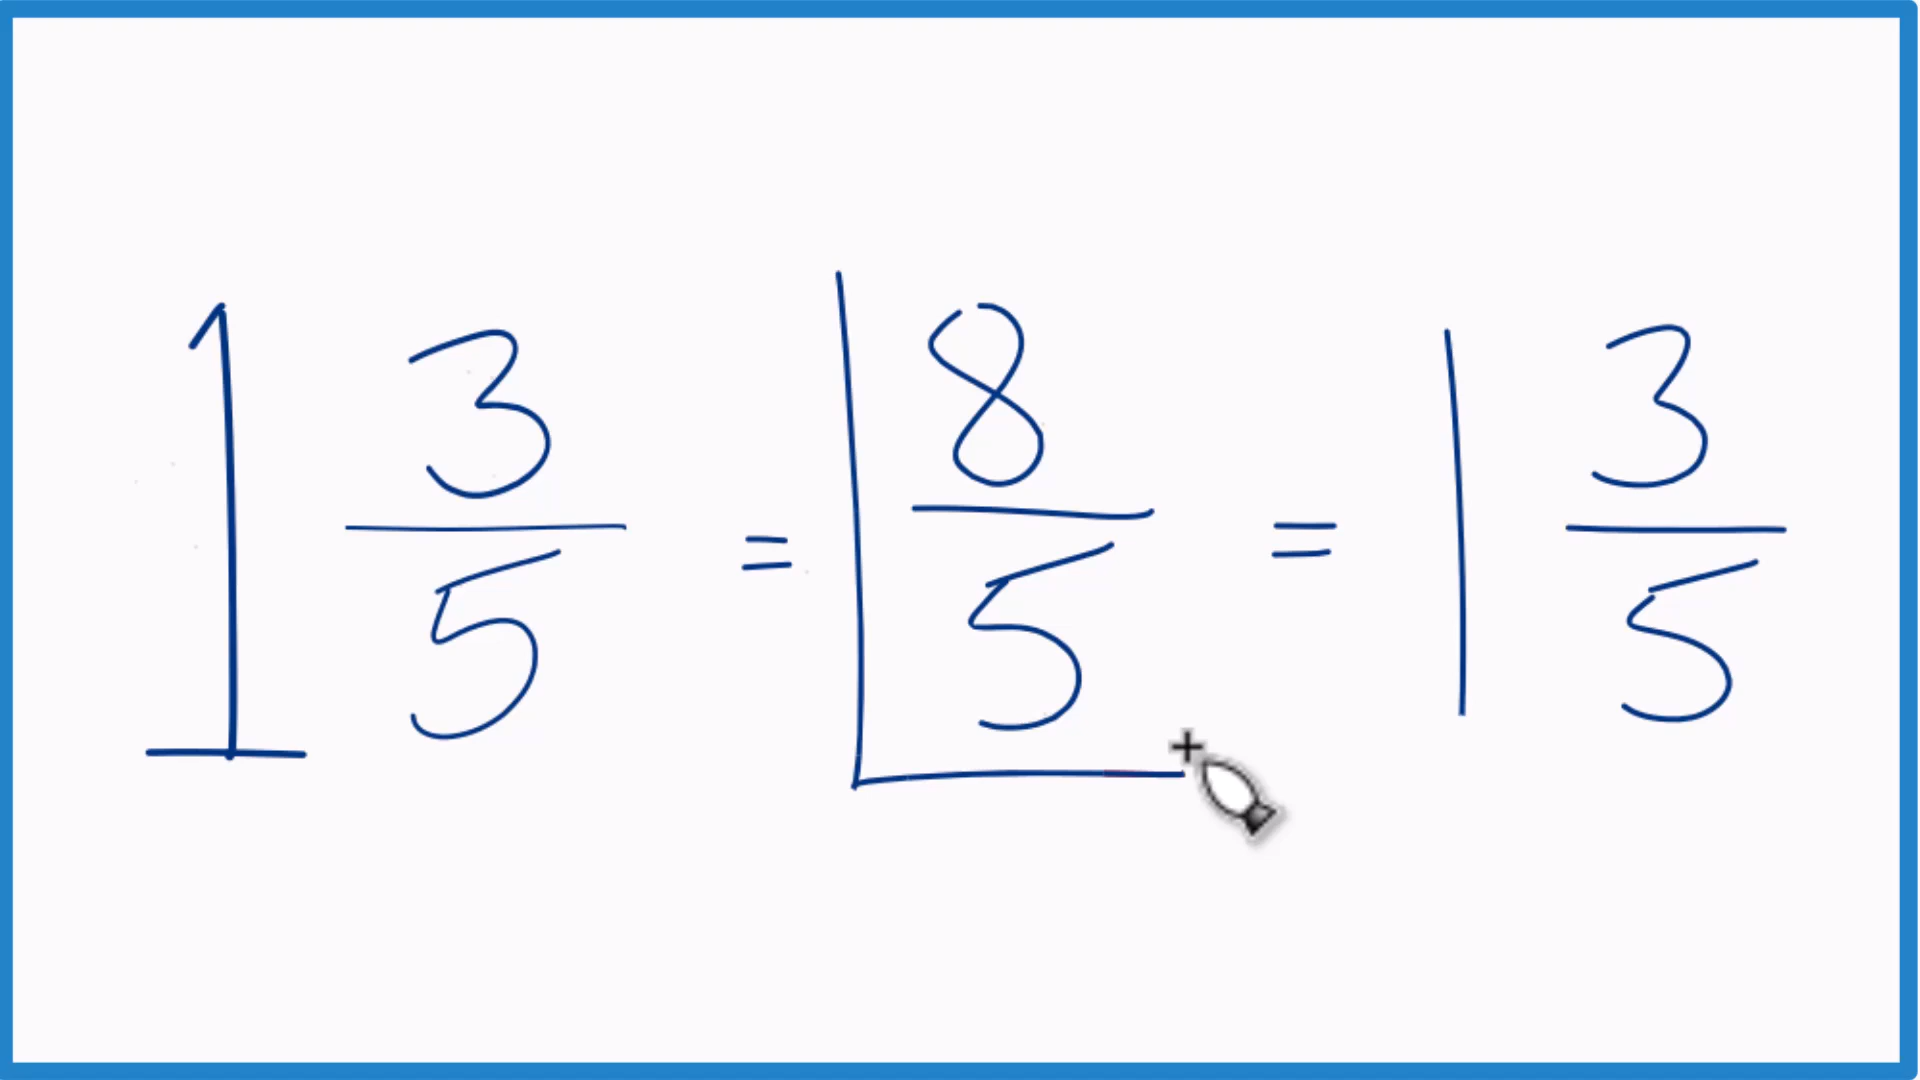 1 3/5 = 8/5 = 1 3/5